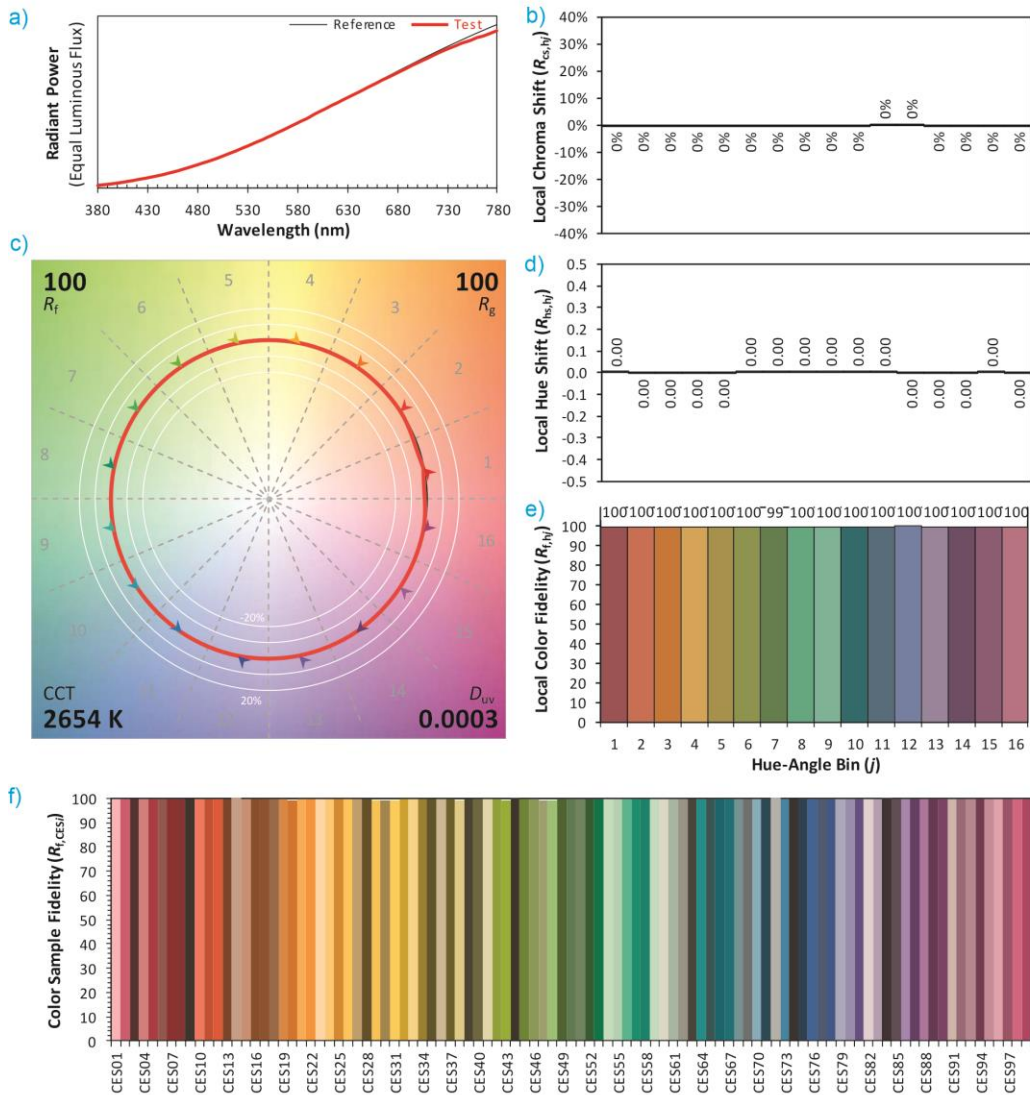 a)
Reference
Test
Radiant Power
(Equal Luminous Flux)
380 430 480 530 580 630 680 730 780
Wavelength (nm)
b)
Local Chroma Shift (Rcs,hj)
40%
30%
20%
10%
0%
-10%
-20%
-30%
-40%
0% 0% 0% 0% 0% 0% 0% 0% 0% 0% 0% 0% 0% 0% 0% 0%
c)
100
Rf
100
Rg
1
2
3
4
5
6
7
8
9
10
14
15
16
-20%
20%
CCT
2654 K
Duv
0.0003
d)
Local Hue Shift (Rhs,hj)
0.5
0.4
0.3
0.2
0.1
0.0
-0.1
-0.2
-0.3
-0.4
-0.5
0.00 0.00 0.00 0.00 0.00 0.00 0.00 0.00 0.00 0.00 0.00 0.00 0.00 0.00 0.00 0.00
e)
Local Color Fidelity (Rf,hj)
100 100 100 100 100 100 99 100 100 100 100 100 100 100 100 100
100
90
80
70
60
50
40
30
20
10
0
1 2 3 4 5 6 7 8 9 10 11 12 13 14 15 16
Hue-Angle Bin (j)
f)
Color Sample Fidelity (Rf,CESi)
100
90
80
70
60
50
40
30
20
10
0
CES01 CES04 CES07 CES10 CES13 CES16 CES19 CES22 CES25 CES28 CES31 CES34 CES37 CES40 CES43 CES46 CES49 CES52 CES55 CES58 CES61 CES64 CES67 CES70 CES73 CES76 CES79 CES82 CES85 CES88 CES91 CES94 CES97